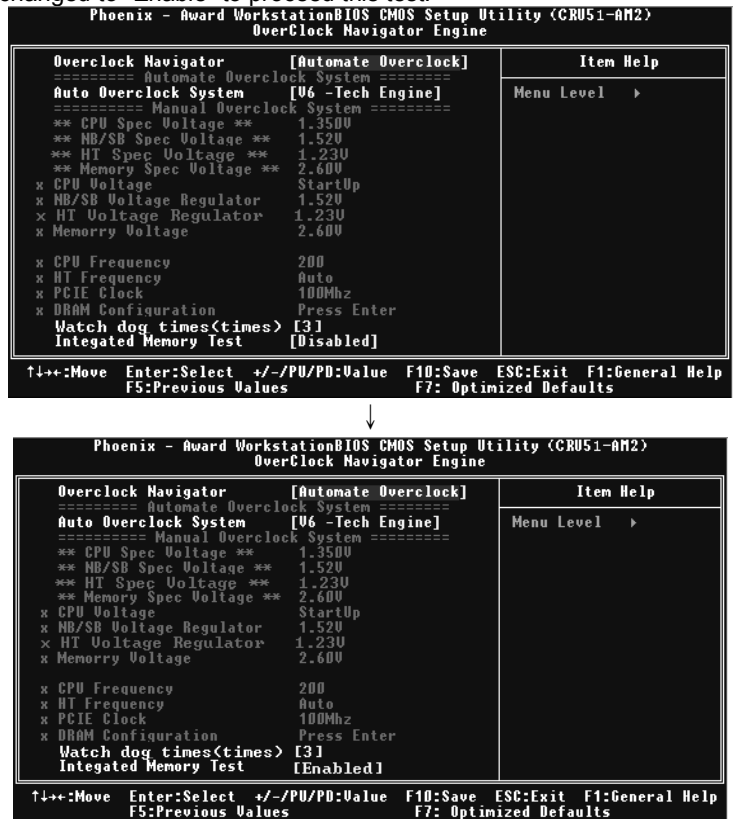 changed to "Enable" to proceed this test.
Phoenix - Award WorkstationBIOS CMOS Setup Utility (CRU51-AM2)
OverClock Navigator Engine
Overclock Navigator [Automate Overclock] Item Help
========= Automate Overclock System ========
Auto Overclock System [V6 -Tech Engine] Menu Level ▸
========== Manual Overclock System =========
** CPU Spec Voltage ** 1.350V
** NB/SB Spec Voltage ** 1.52V
** HT Spec Voltage ** 1.23V
** Memory Spec Voltage ** 2.60V
x CPU Voltage StartUp
x NB/SB Voltage Regulator 1.52V
x HT Voltage Regulator 1.23V
x Memorry Voltage 2.60V
x CPU Frequency 200
x HT Frequency Auto
x PCIE Clock 100Mhz
x DRAM Configuration Press Enter
Watch dog times(times) [3]
Integated Memory Test [Disabled]
↑↓→←:Move Enter:Select +/-/PU/PD:Value F10:Save ESC:Exit F1:General Help
F5:Previous Values F7: Optimized Defaults
↓
Phoenix - Award WorkstationBIOS CMOS Setup Utility (CRU51-AM2)
OverClock Navigator Engine
Overclock Navigator [Automate Overclock] Item Help
========= Automate Overclock System ========
Auto Overclock System [V6 -Tech Engine] Menu Level ▸
========== Manual Overclock System =========
** CPU Spec Voltage ** 1.350V
** NB/SB Spec Voltage ** 1.52V
** HT Spec Voltage ** 1.23V
** Memory Spec Voltage ** 2.60V
x CPU Voltage StartUp
x NB/SB Voltage Regulator 1.52V
x HT Voltage Regulator 1.23V
x Memorry Voltage 2.60V
x CPU Frequency 200
x HT Frequency Auto
x PCIE Clock 100Mhz
x DRAM Configuration Press Enter
Watch dog times(times) [3]
Integated Memory Test [Enabled]
↑↓→←:Move Enter:Select +/-/PU/PD:Value F10:Save ESC:Exit F1:General Help
F5:Previous Values F7: Optimized Defaults